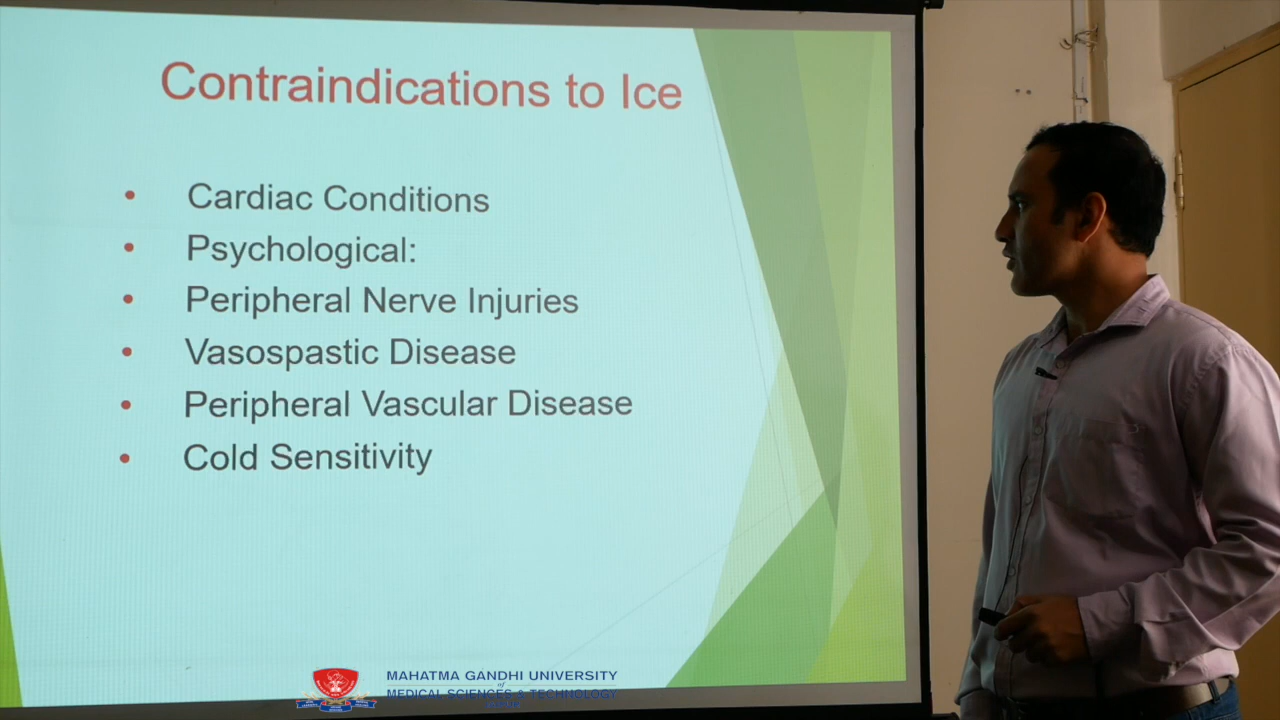 Contraindications to Ice
• Cardiac Conditions
• Psychological:
• Peripheral Nerve Injuries
• Vasospastic Disease
• Peripheral Vascular Disease
• Cold Sensitivity
MAHATMA GANDHI UNIVERSITY
of
MEDICAL SCIENCES & TECHNOLOGY